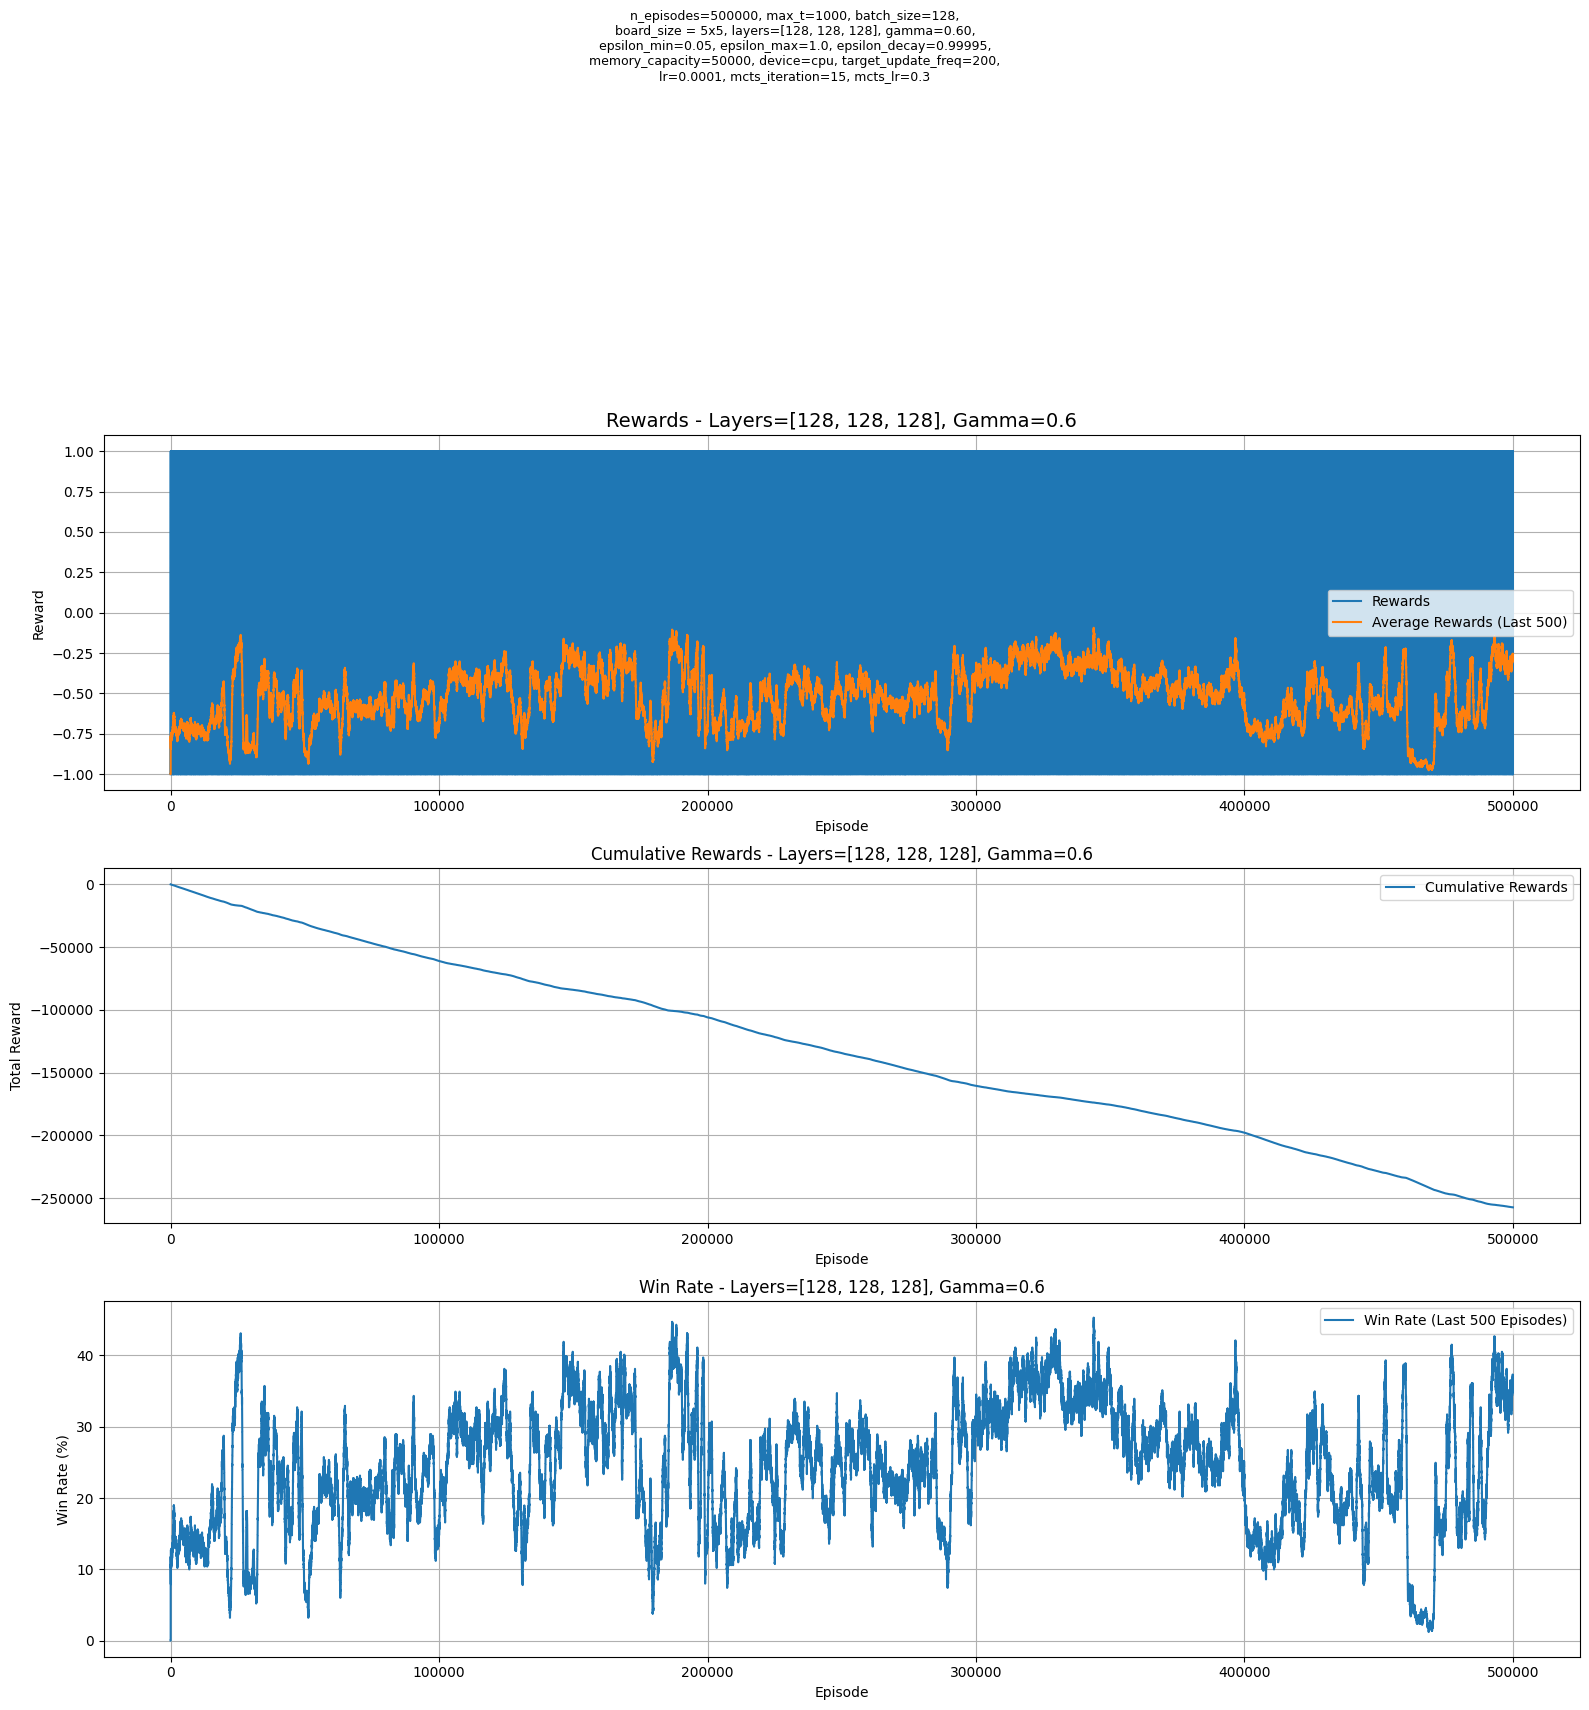 n_episodes=500000, max_t=1000, batch_size=128,
board_size = 5x5, layers=[128, 128, 128], gamma=0.60,
epsilon_min=0.05, epsilon_max=1.0, epsilon_decay=0.99995,
memory_capacity=50000, device=cpu, target_update_freq=200,
lr=0.0001, mcts_iteration=15, mcts_lr=0.3
Rewards - Layers=[128, 128, 128], Gamma=0.6
1.00
0.75
0.50
0.25
0.00
−0.25
−0.50
−0.75
−1.00
Reward
Rewards
Average Rewards (Last 500)
0 100000 200000 300000 400000 500000
Episode
Cumulative Rewards - Layers=[128, 128, 128], Gamma=0.6
0
−50000
−100000
−150000
−200000
−250000
Total Reward
Cumulative Rewards
0 100000 200000 300000 400000 500000
Episode
Win Rate - Layers=[128, 128, 128], Gamma=0.6
40
30
20
10
0
Win Rate (%)
Win Rate (Last 500 Episodes)
0 100000 200000 300000 400000 500000
Episode